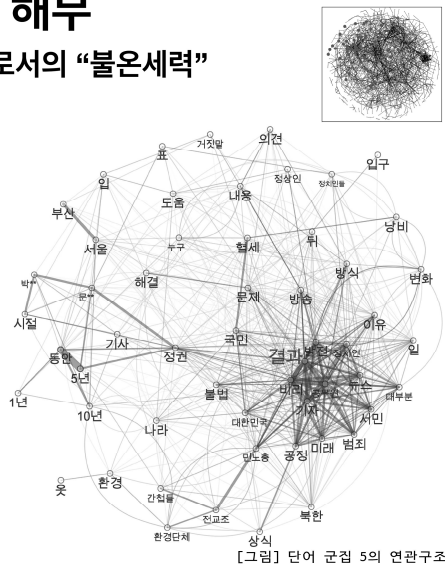 해부
로서의 “불온세력”
거짓말
의견
표
입구
정상인
정치인들
입
도움
내용
부산
낭비
서울
누구
혈세
뒤
박**
문**
해결
문제
방송
방식
변화
시절
기사
정권
국민
이유
결과
일
동안
5년
비리
뉴스
1년
10년
불법
기자
대부분
대한민국
서민
나라
민노총
공정
미래
범죄
옷
환경
간첩들
전교조
북한
환경단체
상식
[그림] 단어 군집 5의 연관구조